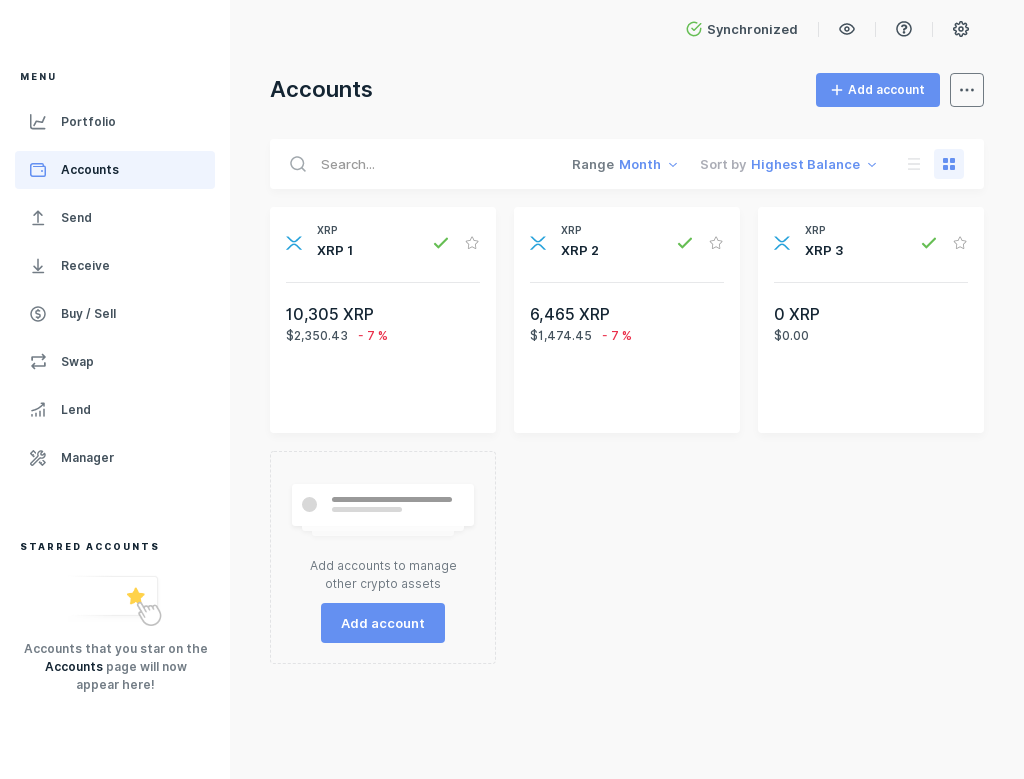 Synchronized
MENU
Portfolio
Accounts
Send
Receive
Buy / Sell
Swap
Lend
Manager
STARRED ACCOUNTS
Accounts that you star on the
Accounts page will now
appear here!
Accounts
Add account
Search...
Range Month
Sort by Highest Balance
XRP
XRP 1
10,305 XRP
$2,350.43 - 7 %
XRP
XRP 2
6,465 XRP
$1,474.45 - 7 %
XRP
XRP 3
0 XRP
$0.00
Add accounts to manage
other crypto assets
Add account